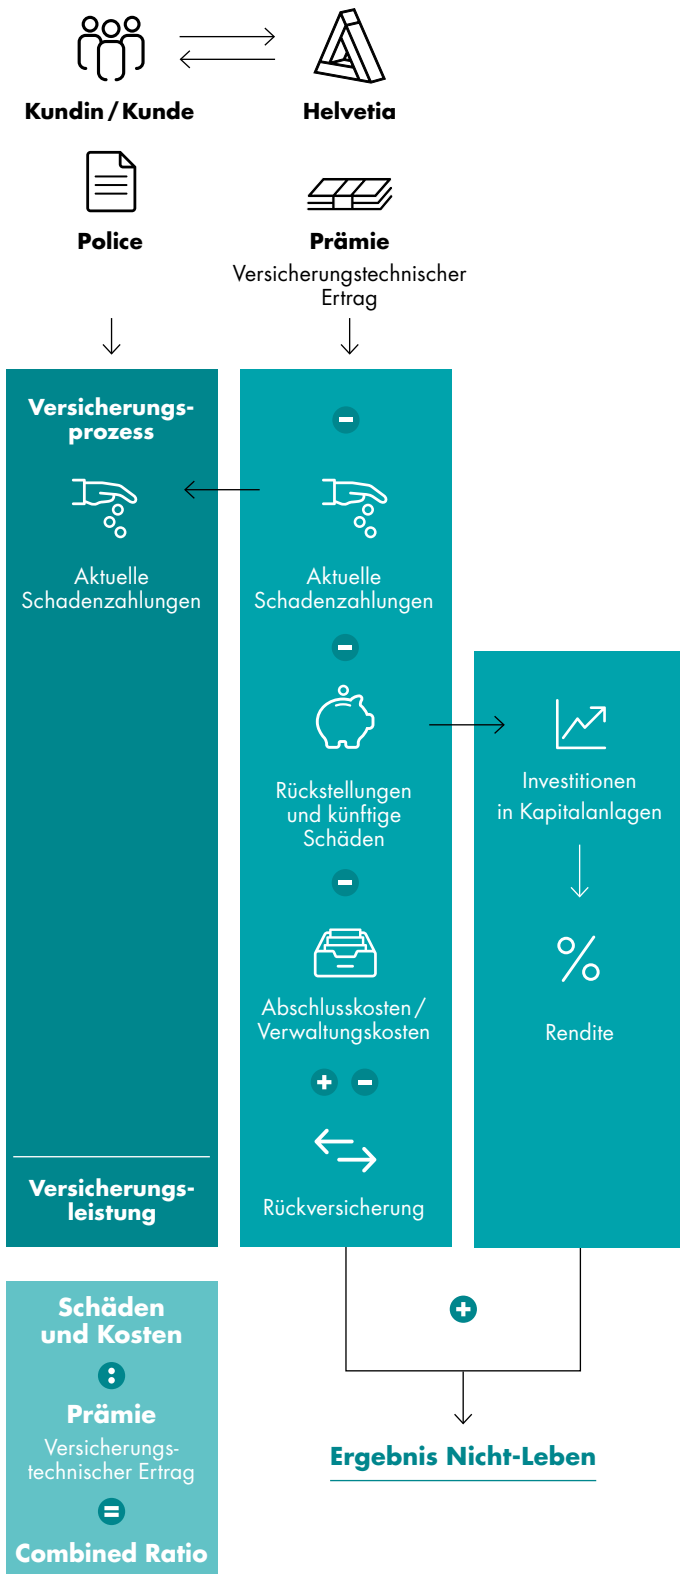 Kundin / Kunde
Helvetia
Police
Prämie
Versicherungstechnischer
Ertrag
Versicherungs-
prozess
Aktuelle
Schadenzahlungen
Versicherungs-
leistung
Aktuelle
Schadenzahlungen
Rückstellungen
und künftige
Schäden
Abschlusskosten /
Verwaltungskosten
Rückversicherung
Investitionen
in Kapitalanlagen
%
Rendite
Schäden
und Kosten
:
Prämie
Versicherungs-
technischer Ertrag
=
Combined Ratio
Ergebnis Nicht-Leben